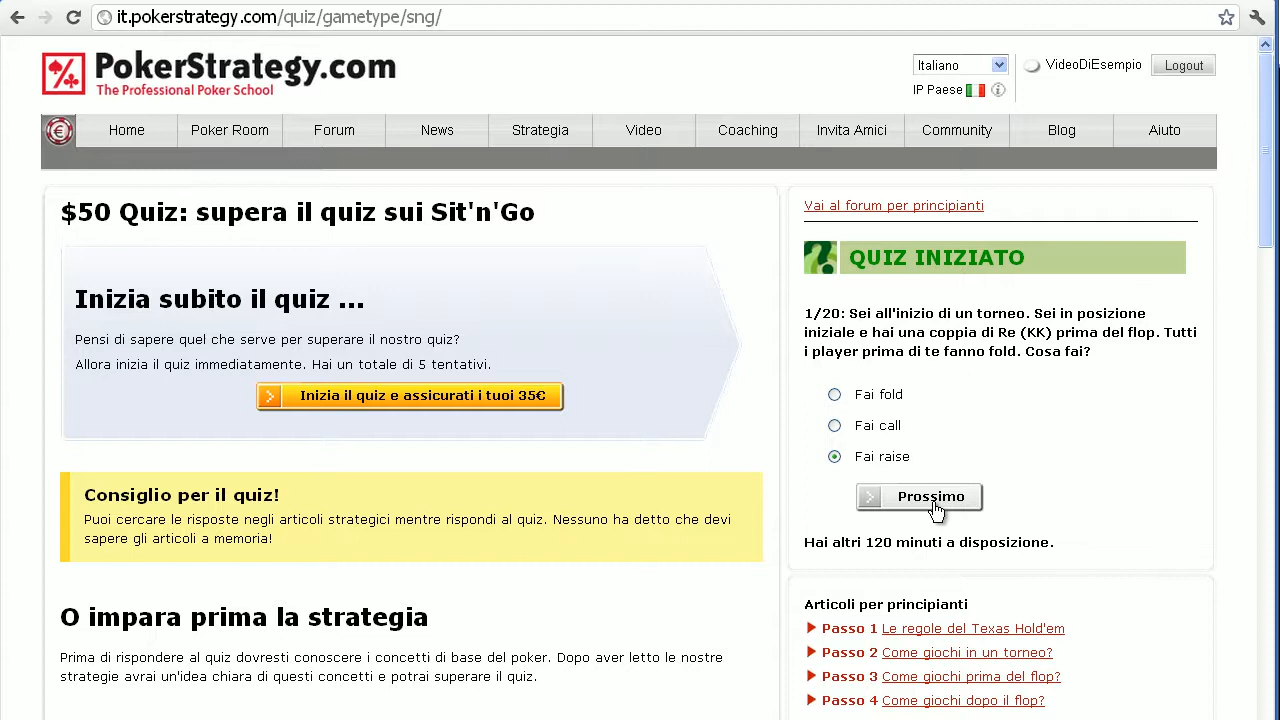 it.pokerstrategy.com/quiz/gametype/sng/
PokerStrategy.com
The Professional Poker School
Italiano
VideoDiEsempio
Logout
IP Paese
Home
Poker Room
Forum
News
Strategia
Video
Coaching
Invita Amici
Community
Blog
Aiuto
$50 Quiz: supera il quiz sui Sit'n'Go
Inizia subito il quiz ...
Pensi di sapere quel che serve per superare il nostro quiz?
Allora inizia il quiz immediatamente. Hai un totale di 5 tentativi.
Inizia il quiz e assicurati i tuoi 35€
Consiglio per il quiz!
Puoi cercare le risposte negli articoli strategici mentre rispondi al quiz. Nessuno ha detto che devi
sapere gli articoli a memoria!
O impara prima la strategia
Prima di rispondere al quiz dovresti conoscere i concetti di base del poker. Dopo aver letto le nostre
strategie avrai un'idea chiara di questi concetti e potrai superare il quiz.
Vai al forum per principianti
QUIZ INIZIATO
1/20: Sei all'inizio di un torneo. Sei in posizione
iniziale e hai una coppia di Re (KK) prima del flop. Tutti
i player prima di te fanno fold. Cosa fai?
Fai fold
Fai call
Fai raise
Prossimo
Hai altri 120 minuti a disposizione.
Articoli per principianti
Passo 1 Le regole del Texas Hold'em
Passo 2 Come giochi in un torneo?
Passo 3 Come giochi prima del flop?
Passo 4 Come giochi dopo il flop?